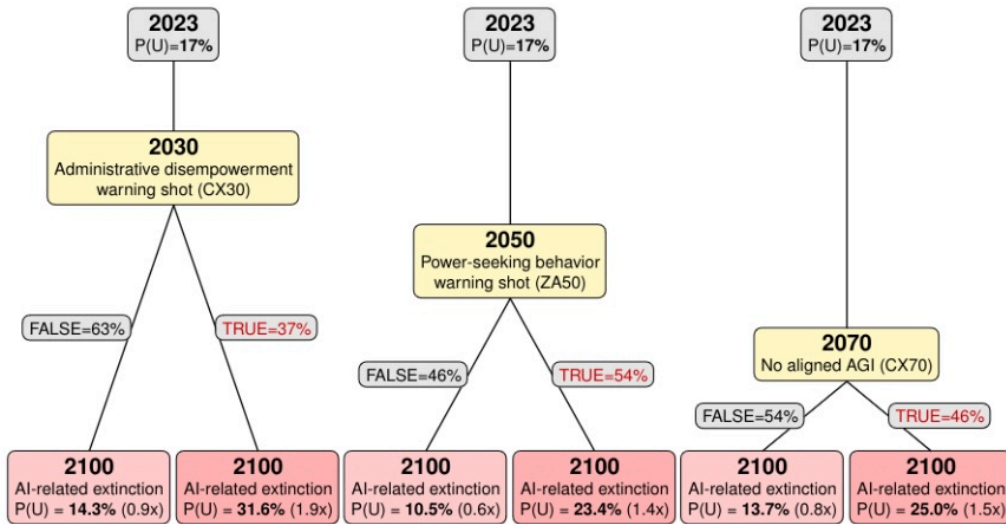 2023
P(U)=17%
2030
Administrative disempowerment
warning shot (CX30)
FALSE=63%
TRUE=37%
2100
AI-related extinction
P(U) = 14.3% (0.9x)
2100
AI-related extinction
P(U) = 31.6% (1.9x)
2023
P(U)=17%
2050
Power-seeking behavior
warning shot (ZA50)
FALSE=46%
TRUE=54%
2100
AI-related extinction
P(U) = 10.5% (0.6x)
2100
AI-related extinction
P(U) = 23.4% (1.4x)
2023
P(U)=17%
2070
No aligned AGI (CX70)
FALSE=54%
TRUE=46%
2100
AI-related extinction
P(U) = 13.7% (0.8x)
2100
AI-related extinction
P(U) = 25.0% (1.5x)